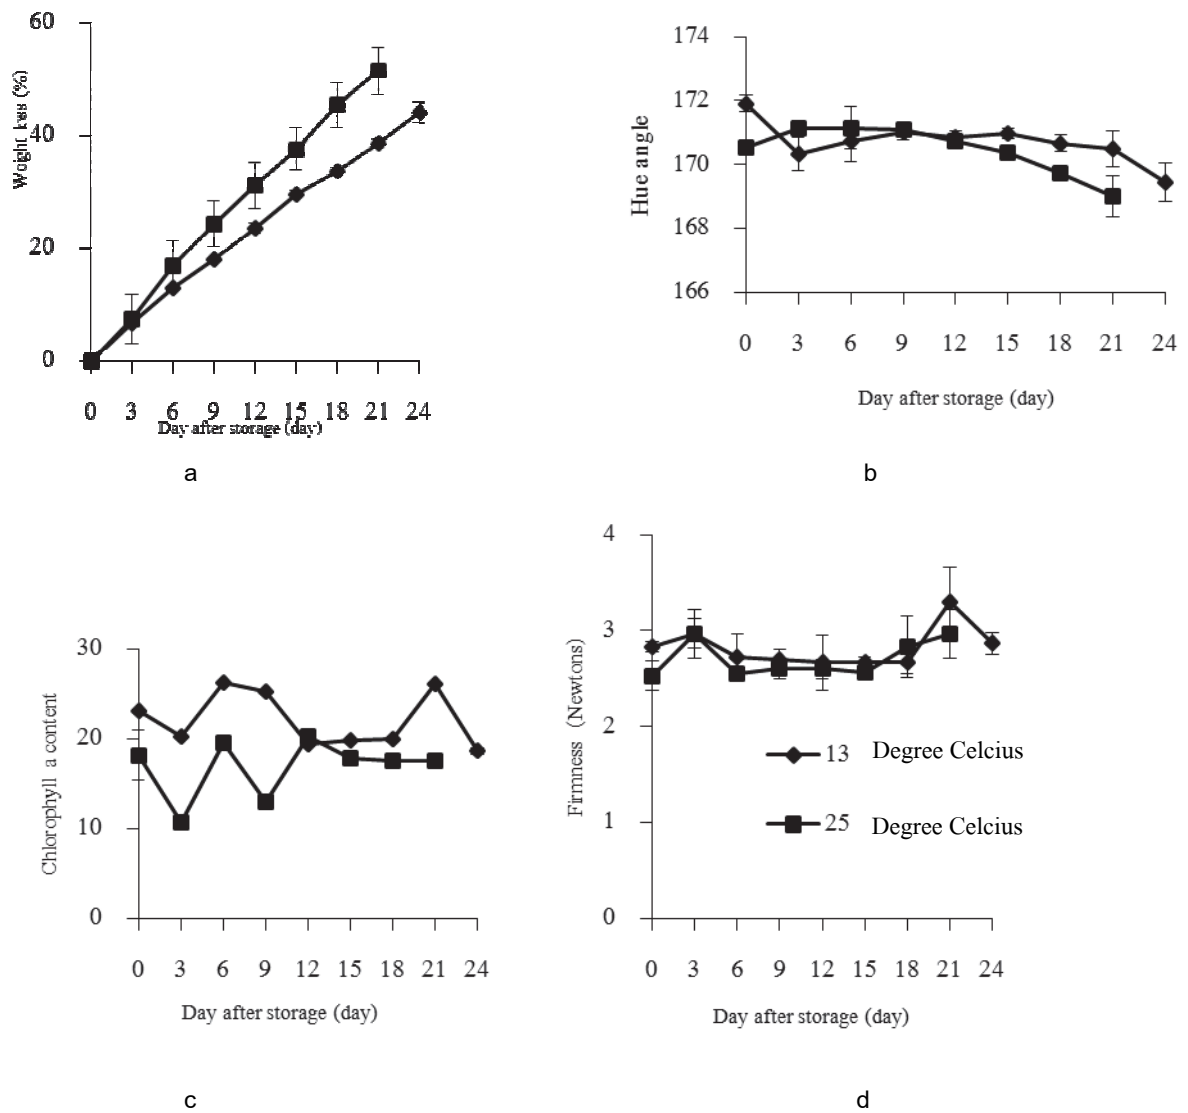 60
40
20
0
Weight loss (%)
0 3 6 9 12 15 18 21 24
Day after storage (day)
a
174
172
170
168
166
Hue angle
0 3 6 9 12 15 18 21 24
Day after storage (day)
b
30
20
10
0
Chlorophyll a content
0 3 6 9 12 15 18 21 24
Day after storage (day)
c
4
3
2
1
0
Firmness (Newtons)
13 Degree Celcius
25 Degree Celcius
0 3 6 9 12 15 18 21 24
Day after storage (day)
d